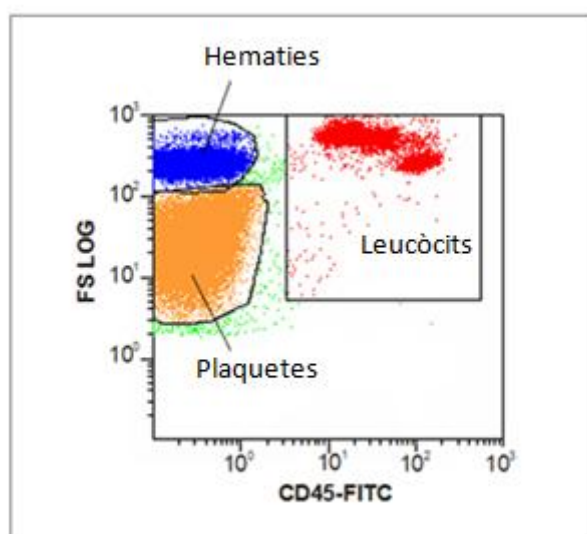 Hematies
10³
10²
10¹
10⁰
FS LOG
Leucòcits
Plaquetes
10⁰
10¹
10²
10³
CD45-FITC